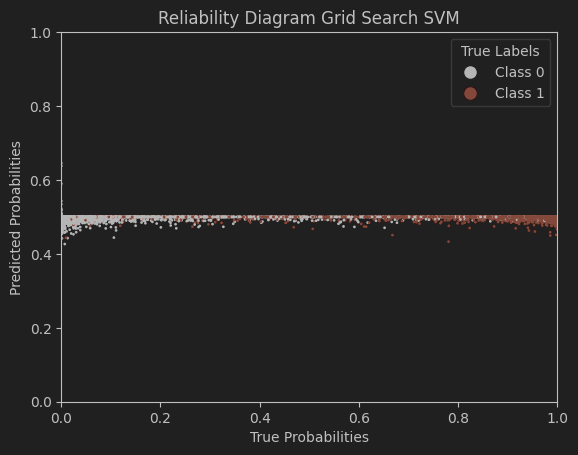 Reliability Diagram Grid Search SVM
True Labels
Class 0
Class 1
Predicted Probabilities
1.0
0.8
0.6
0.4
0.2
0.0
0.0
0.2
0.4
0.6
0.8
1.0
True Probabilities